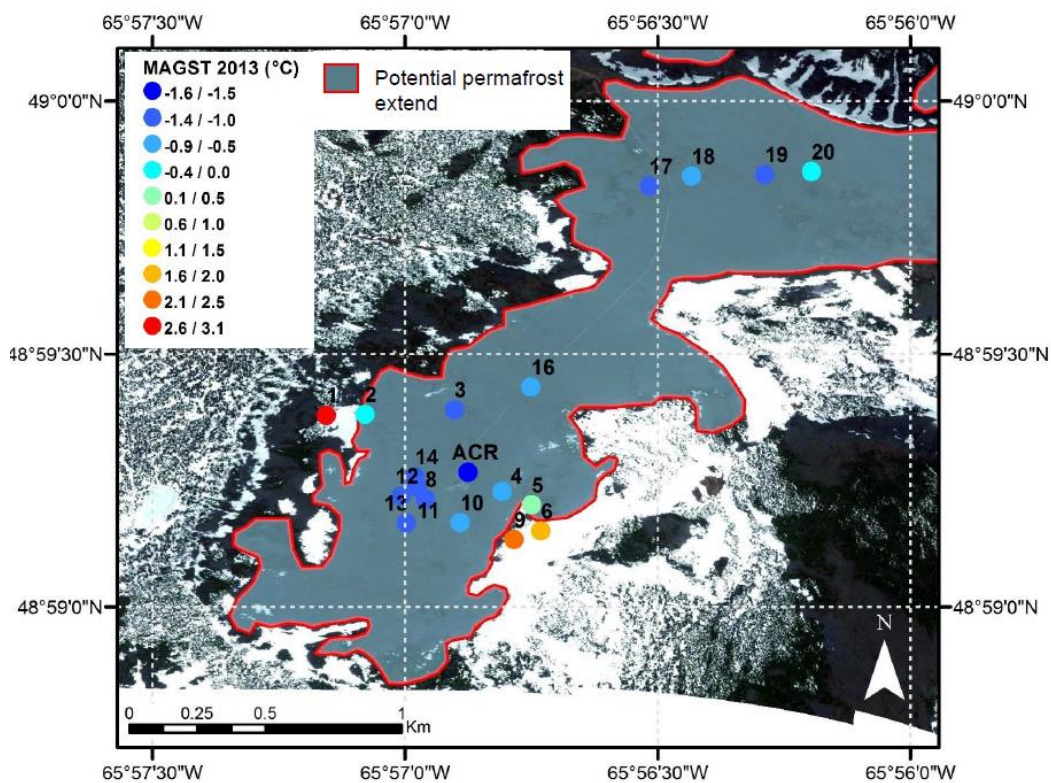 65°57'30"W 65°57'0"W 65°56'30"W 65°56'0"W
MAGST 2013 (°C)
-1.6 / -1.5
-1.4 / -1.0
-0.9 / -0.5
-0.4 / 0.0
0.1 / 0.5
0.6 / 1.0
1.1 / 1.5
1.6 / 2.0
2.1 / 2.5
2.6 / 3.1
Potential permafrost
extend
49°0'0"N 49°0'0"N
17 18 19 20
48°59'30"N 48°59'30"N
16
1 2 3
14 ACR
12 8 4 5
13 11 10 9 6
48°59'0"N 48°59'0"N
N
0 0.25 0.5 1
Km
65°57'30"W 65°57'0"W 65°56'30"W 65°56'0"W